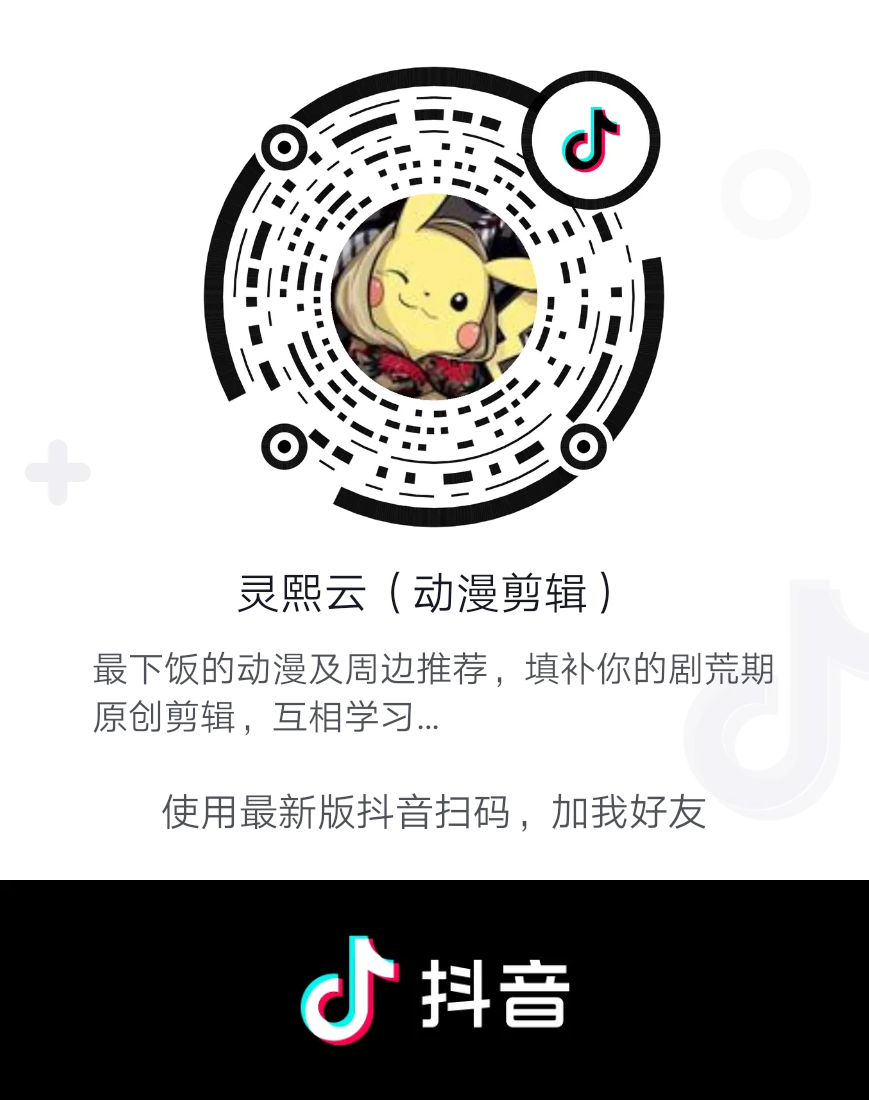 灵熙云（动漫剪辑）
最下饭的动漫及周边推荐，填补你的剧荒期
原创剪辑，互相学习...
使用最新版抖音扫码，加我好友
抖音